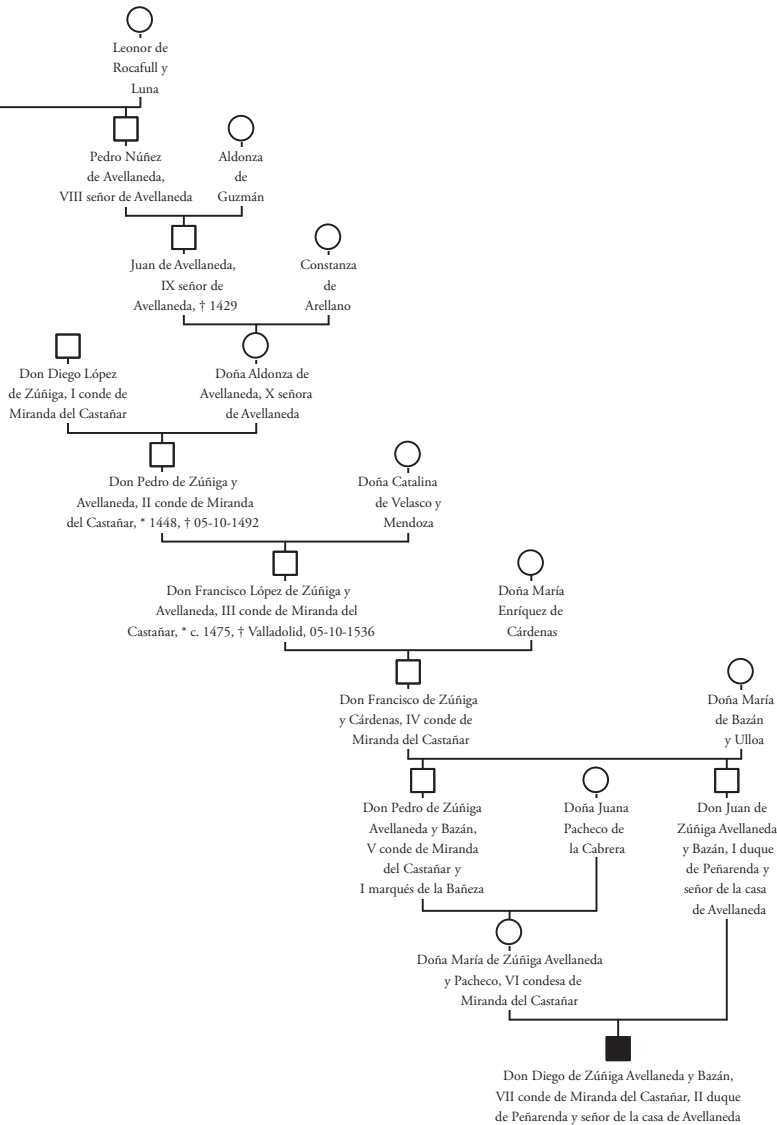 Leonor de
Rocafull y
Luna
Pedro Núñez
de Avellaneda,
VIII señor de Avellaneda
Aldonza
de
Guzmán
Juan de Avellaneda,
IX señor de
Avellaneda, † 1429
Constanza
de
Arellano
Don Diego López
de Zúñiga, I conde de
Miranda del Castañar
Doña Aldonza de
Avellaneda, X señora
de Avellaneda
Don Pedro de Zúñiga y
Avellaneda, II conde de Miranda
del Castañar, * 1448, † 05-10-1492
Doña Catalina
de Velasco y
Mendoza
Don Francisco López de Zúñiga y
Avellaneda, III conde de Miranda del
Castañar, * c. 1475, † Valladolid, 05-10-1536
Doña María
Enríquez de
Cárdenas
Don Francisco de Zúñiga
y Cárdenas, IV conde de
Miranda del Castañar
Doña María
de Bazán
y Ulloa
Don Pedro de Zúñiga
Avellaneda y Bazán,
V conde de Miranda
del Castañar y
I marqués de la Bañeza
Doña Juana
Pacheco de
la Cabrera
Don Juan de
Zúñiga Avellaneda
y Bazán, I duque
de Peñarenda y
señor de la casa
de Avellaneda
Doña María de Zúñiga Avellaneda
y Pacheco, VI condesa de
Miranda del Castañar
Don Diego de Zúñiga Avellaneda y Bazán,
VII conde de Miranda del Castañar, II duque
de Peñarenda y señor de la casa de Avellaneda